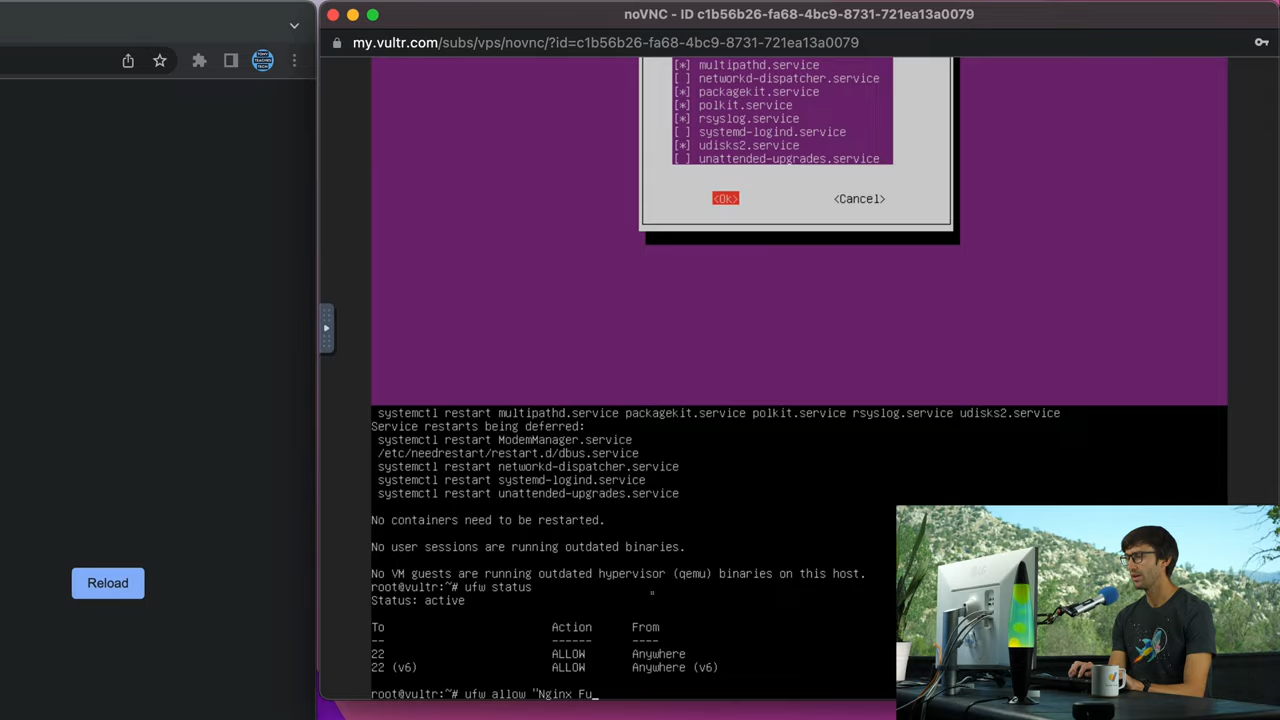 noVNC - ID c1b56b26-fa68-4bc9-8731-721ea13a0079
my.vultr.com/subs/vps/novnc/?id=c1b56b26-fa68-4bc9-8731-721ea13a0079
[*] multipathd.service
[ ] networkd-dispatcher.service
[*] packagekit.service
[*] polkit.service
[*] rsyslog.service
[ ] systemd-logind.service
[*] udisks2.service
[ ] unattended-upgrades.service
<Ok> <Cancel>
systemctl restart multipathd.service packagekit.service polkit.service rsyslog.service udisks2.service
Service restarts being deferred:
systemctl restart ModemManager.service
/etc/needrestart/restart.d/dbus.service
systemctl restart networkd-dispatcher.service
systemctl restart systemd-logind.service
systemctl restart unattended-upgrades.service
No containers need to be restarted.
No user sessions are running outdated binaries.
No VM guests are running outdated hypervisor (qemu) binaries on this host.
root@vultr:~# ufw status
Status: active
To Action From
-- ------ ----
22 ALLOW Anywhere
22 (v6) ALLOW Anywhere (v6)
root@vultr:~# ufw allow "Nginx Fu_
Reload